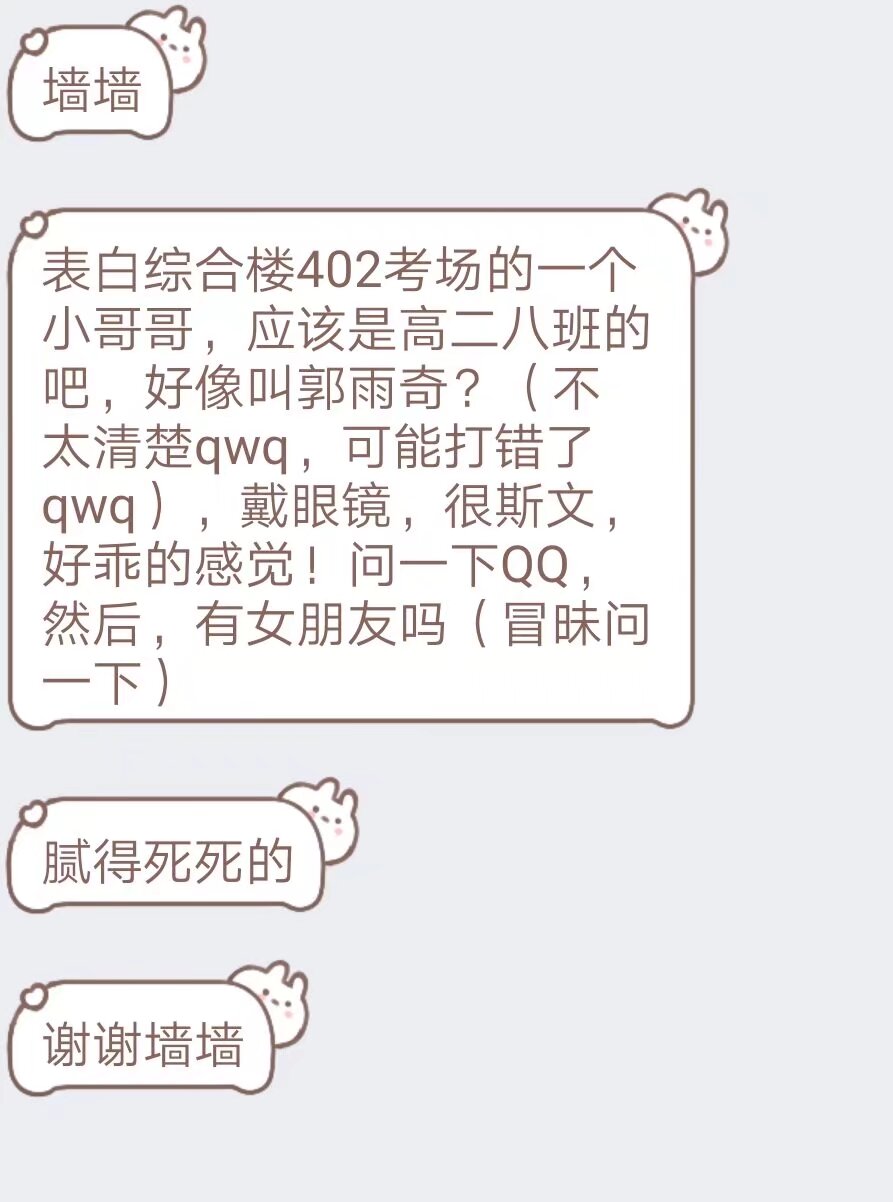 墙墙
表白综合楼402考场的一个
小哥哥，应该是高二八班的
吧，好像叫郭雨奇？（不
太清楚qwq，可能打错了
qwq），戴眼镜，很斯文，
好乖的感觉！问一下QQ，
然后，有女朋友吗（冒昧问
一下）
腻得死死的
谢谢墙墙